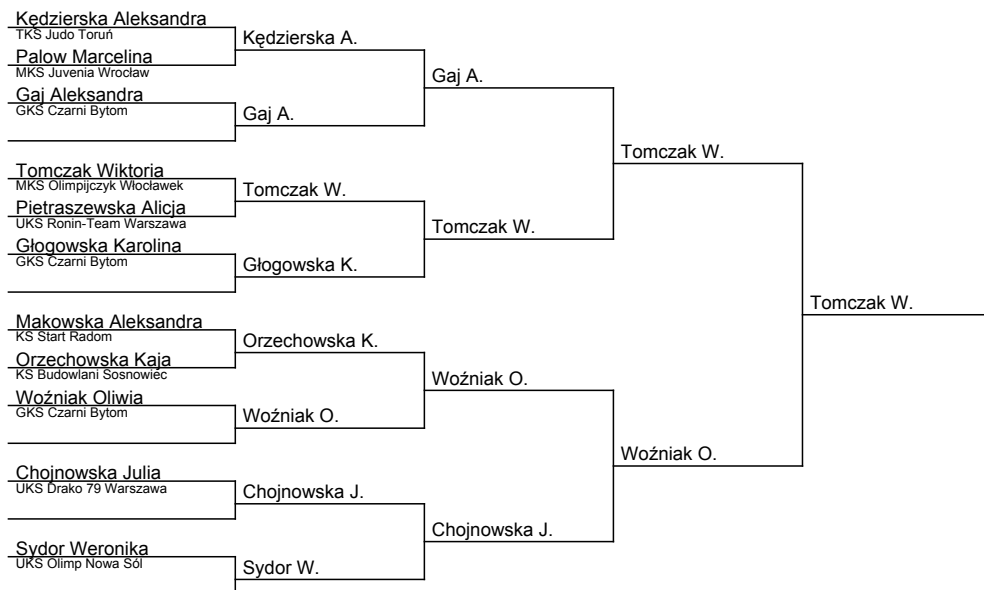 Kędzierska Aleksandra
TKS Judo Toruń
Palow Marcelina
MKS Juvenia Wrocław
Gaj Aleksandra
GKS Czarni Bytom
Tomczak Wiktoria
MKS Olimpijczyk Włocławek
Pietraszewska Alicja
UKS Ronin-Team Warszawa
Głogowska Karolina
GKS Czarni Bytom
Makowska Aleksandra
KS Start Radom
Orzechowska Kaja
KS Budowlani Sosnowiec
Woźniak Oliwia
GKS Czarni Bytom
Chojnowska Julia
UKS Drako 79 Warszawa
Sydor Weronika
UKS Olimp Nowa Sól
Kędzierska A.
Gaj A.
Tomczak W.
Głogowska K.
Orzechowska K.
Woźniak O.
Chojnowska J.
Sydor W.
Gaj A.
Tomczak W.
Woźniak O.
Chojnowska J.
Tomczak W.
Woźniak O.
Tomczak W.